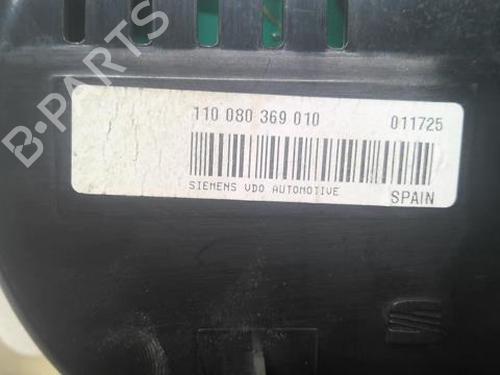 110 080 369 010 011725
SIEMENS VDO AUTOMOTIVE SPAIN
B-PARTS